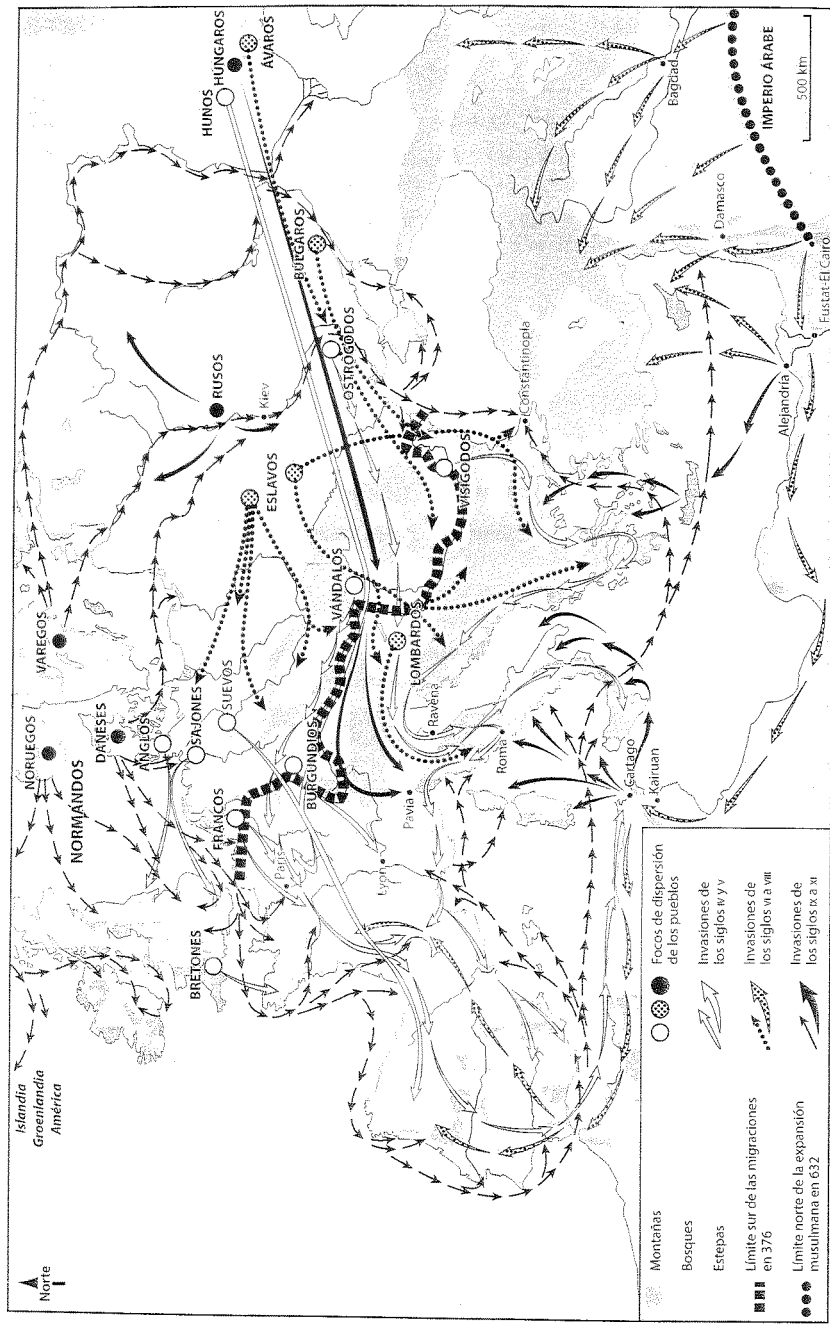 Norte
Islandia
Groenlandia
América
NORUEGOS
NORMANDOS
VAREGOS
DANESES
ANGLOS
SAJONES
SUEVOS
BRETONES
FRANCOS
BURGUNDIOS
París
Lyon
Pavía
Ravena
Roma
LOMBARDOS
VÁNDALOS
ESLAVOS
RUSOS
Kiev
VISIGODOS
OSTROGODOS
BÚLGAROS
HUNOS
HÚNGAROS
ÁVAROS
Constantinopla
Cartago
Kairuan
Alejandría
Fustat-El Cairo
Damasco
Bagdad
IMPERIO ÁRABE
500 km
Montañas
Bosques
Estepas
Límite sur de las migraciones
en 376
Límite norte de la expansión
musulmana en 632
Focos de dispersión
de los pueblos
Invasiones de
los siglos IV y V
Invasiones de
los siglos VI a VIII
Invasiones de
los siglos IX a XI